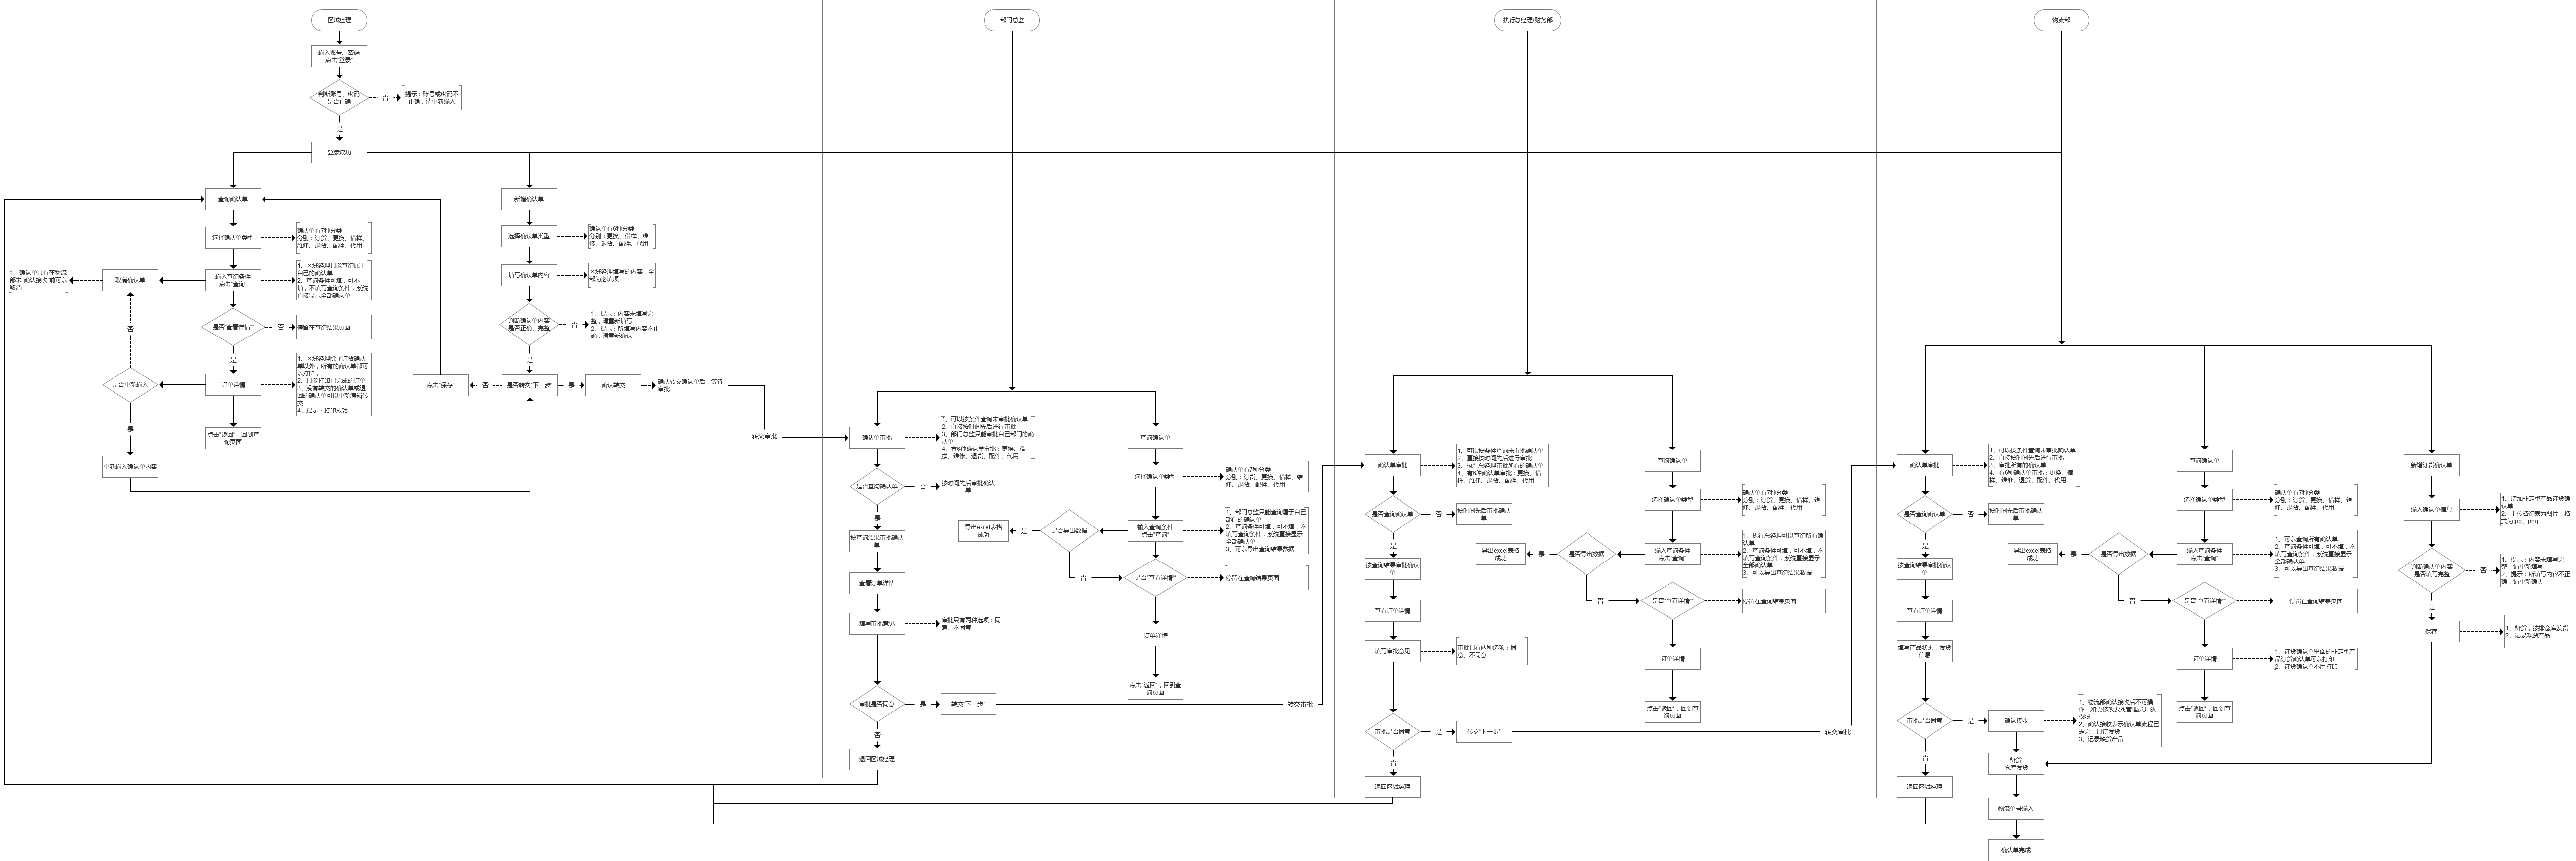 区域经理
输入账号、密码
点击“登录”
判断账号、密码
是否正确
否
提示：账号或密码不
正确，请重新输入
是
登录成功
查询确认单
选择确认单类型
确认单有7种分类
分别：订货、更换、借样、
维修、退货、配件、代用
输入查询条件
点击“查询”
1、区域经理只能查询属于
自己的确认单
2、查询条件可填，可不
填，不填写查询条件，系统
直接显示全部确认单
取消确认单
1、确认单只有在物流
部未“确认接收”前可以
取消
是否“查看详情”
否
停留在查询结果页面
是
订单详情
1、区域经理除了订货确认
单以外，所有的确认单都可
以打印，
2、只能打印已完成的订单
3、没有转交的确认单或退
回的确认单可以重新编辑转
交
4、提示：打印成功
点击“返回”，回到查
询页面
否
是否重新输入
是
重新输入确认单内容
新增确认单
选择确认单类型
确认单有6种分类
分别：更换、借样、维
修、退货、配件、代用
填写确认单内容
区域经理填写的内容，全
部为必填项
判断确认单内容
是否正确、完整
否
1、提示：内容未填写完
整，请重新填写
2、提示：所填写内容不正
确，请重新确认
是
是否转交“下一步”
否
点击“保存”
是
确认转交
确认转交确认单后，等待
审批
转交审批
部门总监
确认单审批
1、可以按条件查询未审批确认单
2、直接按时间先后进行审批
3、部门总监只能审批自己部门的确
认单
4、有6种确认单审批：更换、借
样、维修、退货、配件、代用
是否查询确认单
否
按时间先后审批确认
单
是
按查询结果审批确认
单
查看订单详情
填写审批意见
审批只有两种选项：同
意、不同意
审批是否同意
是
转交“下一步”
转交审批
否
退回区域经理
查询确认单
选择确认单类型
确认单有7种分类
分别：订货、更换、借样、维
修、退货、配件、代用
输入查询条件
点击“查询”
1、部门总监只能查询属于自己
部门的确认单
2、查询条件可填，可不填，不
填写查询条件，系统直接显示
全部确认单
3、可以导出查询结果数据
是否导出数据
是
导出excel表格
成功
否
是否“查看详情”
停留在查询结果页面
订单详情
点击“返回”，回到查
询页面
执行总经理/财务部
确认单审批
1、可以按条件查询未审批确认单
2、直接按时间先后进行审批
3、执行总经理审批所有的确认单
4、有6种确认单审批：更换、借
样、维修、退货、配件、代用
是否查询确认单
否
按时间先后审批确认
单
是
按查询结果审批确认
单
查看订单详情
填写审批意见
审批只有两种选项：同
意、不同意
审批是否同意
是
转交“下一步”
转交审批
否
退回区域经理
查询确认单
选择确认单类型
确认单有7种分类
分别：订货、更换、借样、维
修、退货、配件、代用
输入查询条件
点击“查询”
1、执行总经理可以查询所有确
认单
2、查询条件可填，可不填，不
填写查询条件，系统直接显示
全部确认单
3、可以导出查询结果数据
是否导出数据
是
导出excel表格
成功
否
是否“查看详情”
停留在查询结果页面
订单详情
点击“返回”，回到查
询页面
物流部
确认单审批
1、可以按条件查询未审批确认单
2、直接按时间先后进行审批
3、审批所有的确认单
4、有6种确认单审批：更换、借
样、维修、退货、配件、代用
是否查询确认单
否
按时间先后审批确认
单
是
按查询结果审批确认
单
查看订单详情
填写产品状态，发货
信息
审批是否同意
是
确认接收
1、物流部确认接收后不可操
作，如需修改要找管理员开放
权限
2、确认接收表示确认单流程已
走完，只待发货
3、记录缺货产品
否
退回区域经理
备货
仓库发货
物流单号输入
确认单完成
查询确认单
选择确认单类型
确认单有7种分类
分别：订货、更换、借样、维
修、退货、配件、代用
输入查询条件
点击“查询”
1、可以查询所有确认单
2、查询条件可填，可不填，不
填写查询条件，系统直接显示
全部确认单
3、可以导出查询结果数据
是否导出数据
是
导出excel表格
成功
否
是否“查看详情”
停留在查询结果页面
订单详情
1、订货确认单里面的非定型产
品订货确认单可以打印
2、订货确认单不用打印
点击“返回”，回到查
询页面
新增订货确认单
输入确认单信息
1、增加非定型产品订货确
认单
2、上传咨询表为图片，格
式为jpg、png
判断确认单内容
是否填写完整
否
1、提示：内容未填写完
整，请重新填写
2、提示：所填写内容不正
确，请重新确认
是
保存
1、备货，按排仓库发货
2、记录缺货产品